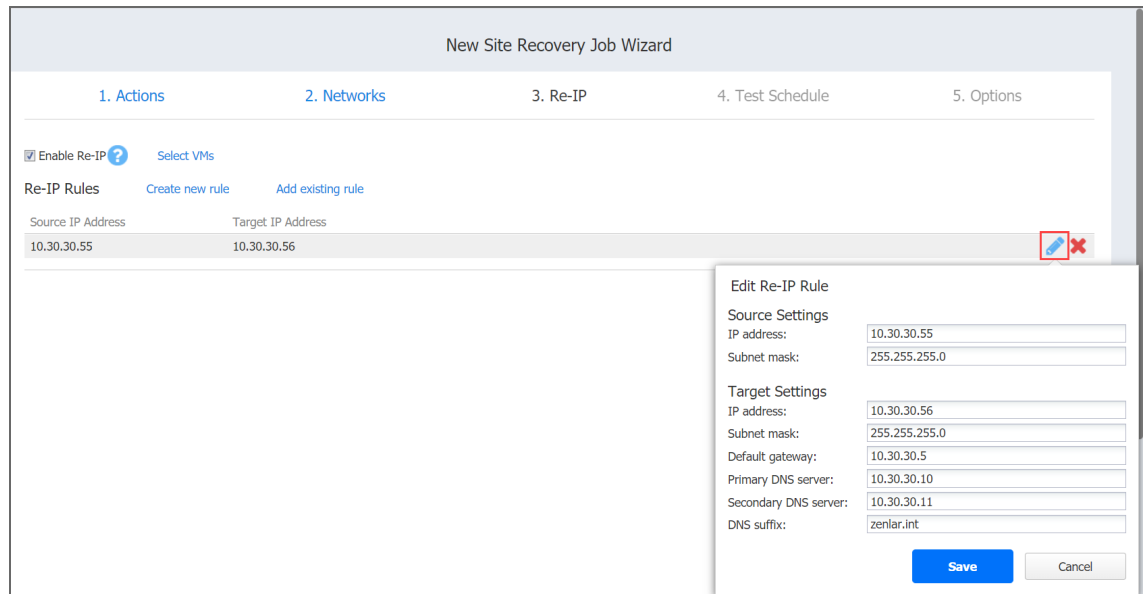 New Site Recovery Job Wizard
1. Actions 2. Networks 3. Re-IP 4. Test Schedule 5. Options
Enable Re-IP ? Select VMs
Re-IP Rules Create new rule Add existing rule
Source IP Address Target IP Address
10.30.30.55 10.30.30.56
Edit Re-IP Rule
Source Settings
IP address: 10.30.30.55
Subnet mask: 255.255.255.0
Target Settings
IP address: 10.30.30.56
Subnet mask: 255.255.255.0
Default gateway: 10.30.30.5
Primary DNS server: 10.30.30.10
Secondary DNS server: 10.30.30.11
DNS suffix: zenlar.int
Save Cancel